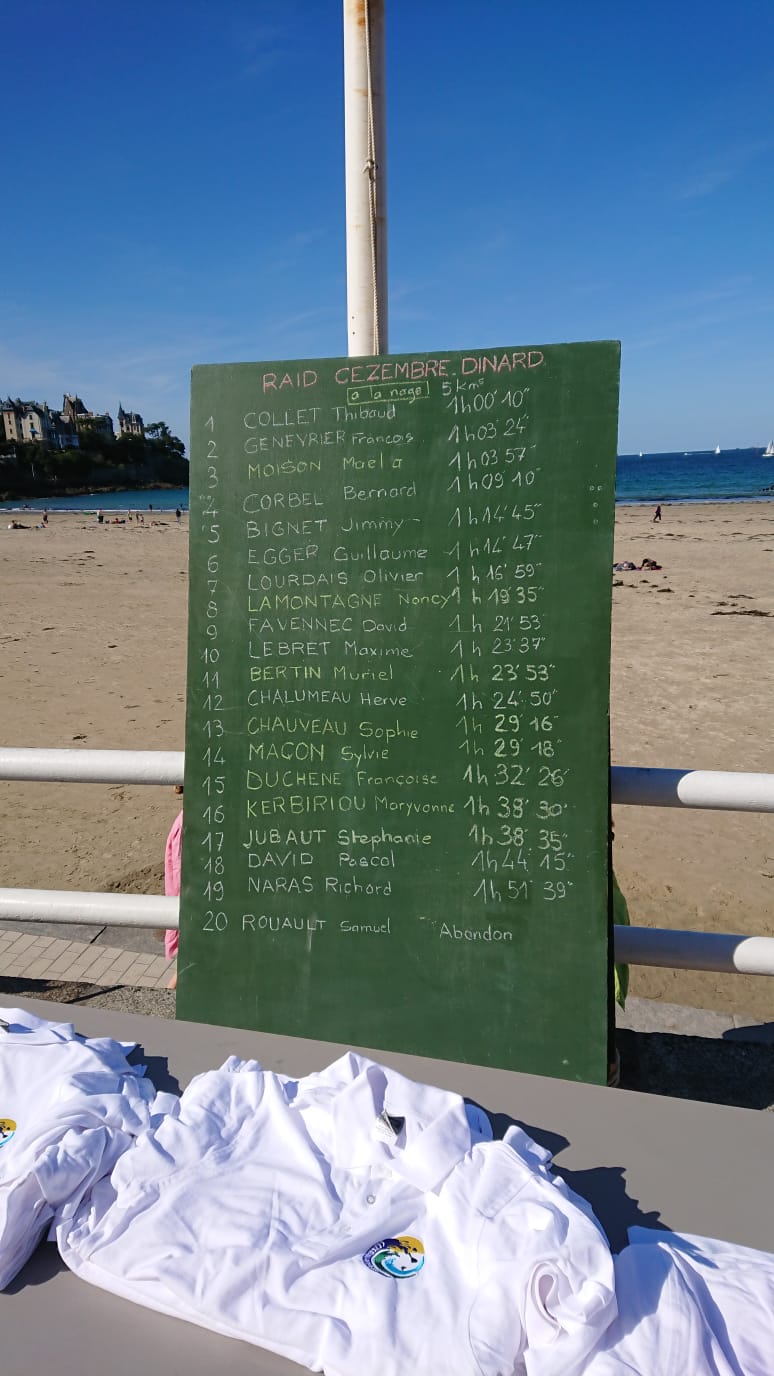 RAID CEZEMBRE.DINARD
a la nage 5 kms
1 COLLET Thibaud 1h00'10"
2 GENEVRIER Francois 1h03'24"
3 MOISON Maela 1h03'57"
4 CORBEL Bernard 1h09'10"
5 BIGNET Jimmy 1h14'45"
6 EGGER Guillaume 1h14'47"
7 LOURDAIS Olivier 1h16'59"
8 LAMONTAGNE Nancy 1h19'35"
9 FAVENNEC David 1h21'53"
10 LEBRET Maxime 1h23'37"
11 BERTIN Muriel 1h23'53"
12 CHALUMEAU Herve 1h24'50"
13 CHAUVEAU Sophie 1h29'16"
14 MAÇON Sylvie 1h29'18"
15 DUCHENE Françoise 1h32'26"
16 KERBIRIOU Maryvonne 1h38'30"
17 JUBAUT Stephanie 1h38'35"
18 DAVID Pascal 1h44'15"
19 NARAS Richard 1h51'39"
20 ROUAULT Samuel Abandon